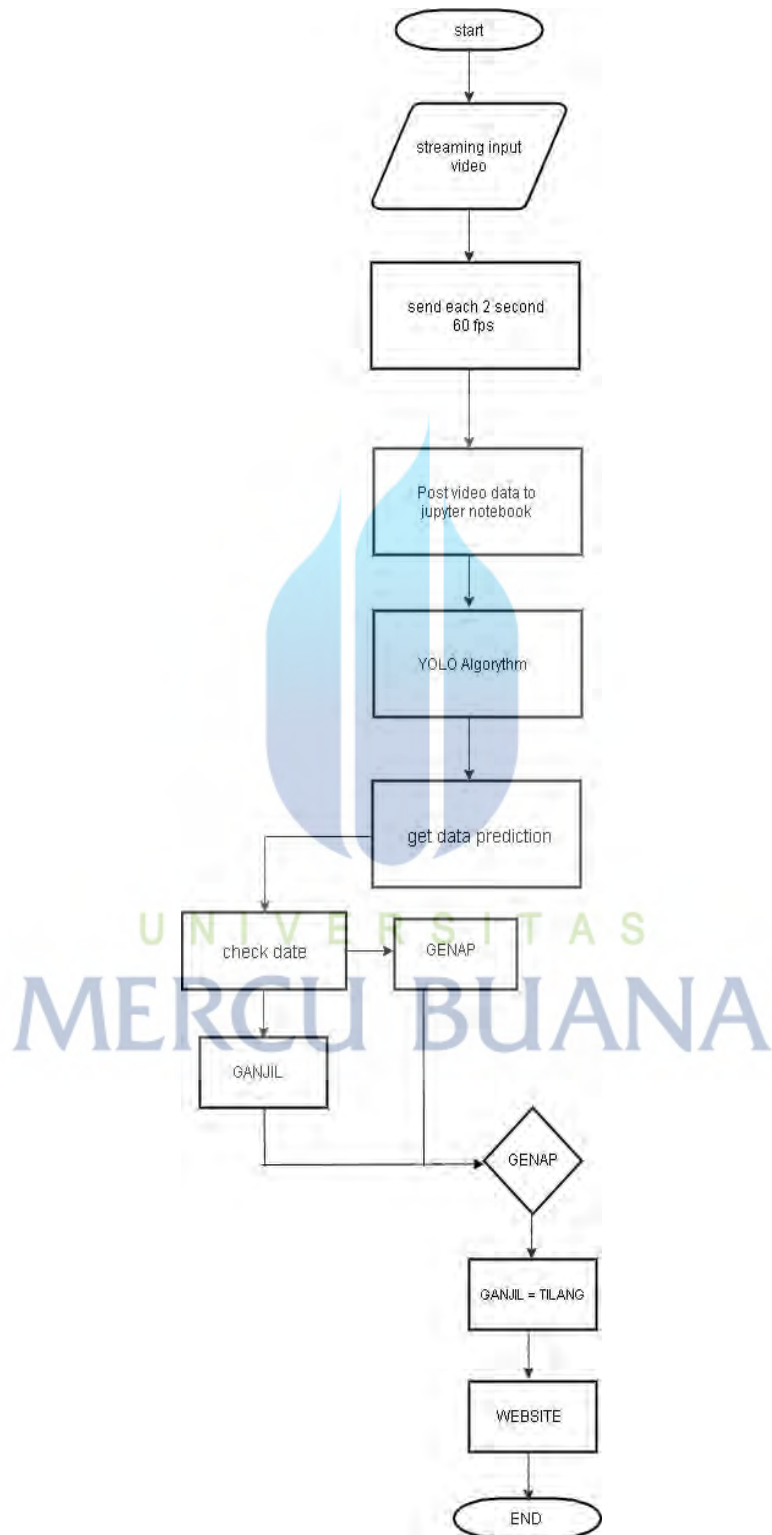 start
streaming input
video
send each 2 second
60 fps
Post video data to
jupyter notebook
YOLO Algorythm
get data prediction
UNIVERSITAS
check date
GENAP
MERCU BUANA
GANJIL
GENAP
GANJIL = TILANG
WEBSITE
END